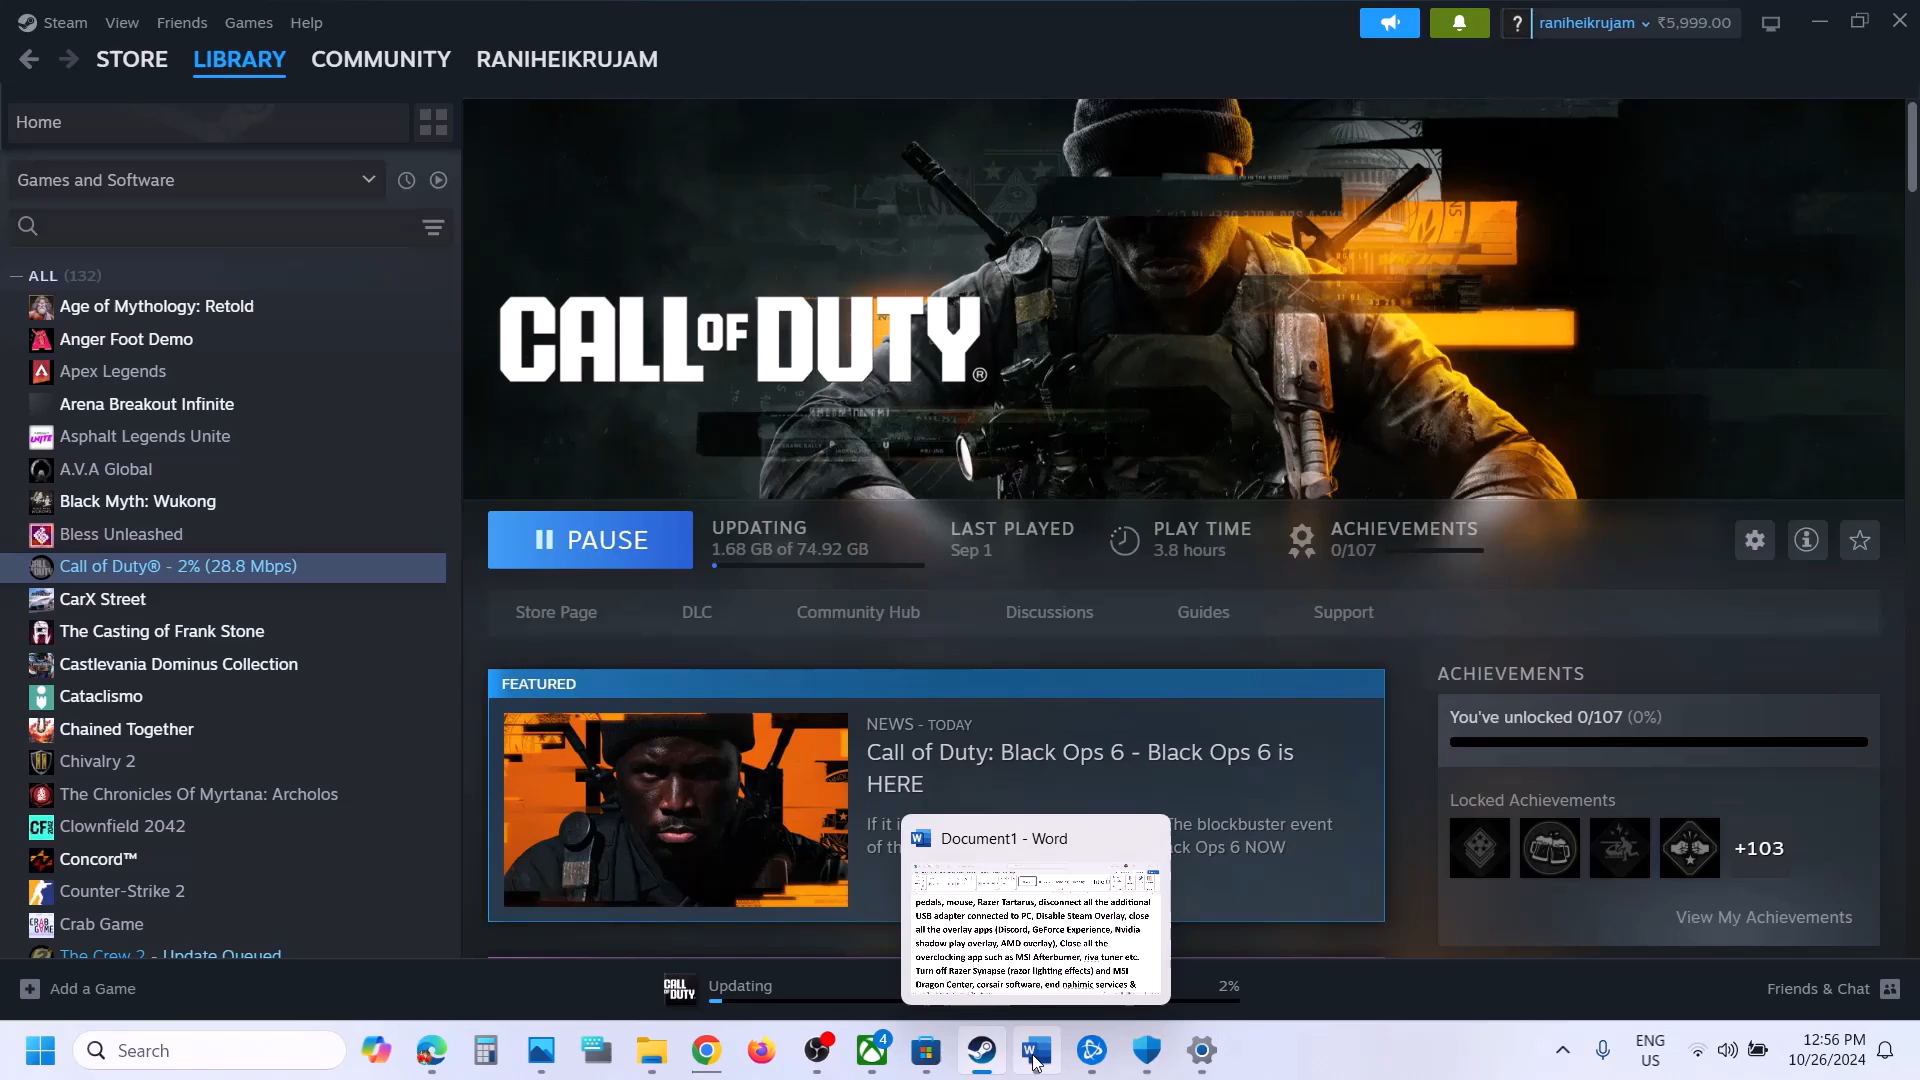 Steam View Friends Games Help
? raniheikrujam ₹5,999.00
STORE LIBRARY COMMUNITY RANIHEIKRUJAM
Home
Games and Software
— ALL (132)
Age of Mythology: Retold
Anger Foot Demo
Apex Legends
Arena Breakout Infinite
Asphalt Legends Unite
A.V.A Global
Black Myth: Wukong
Bless Unleashed
Call of Duty® - 2% (28.8 Mbps)
CarX Street
The Casting of Frank Stone
Castlevania Dominus Collection
Cataclismo
Chained Together
Chivalry 2
The Chronicles Of Myrtana: Archolos
Clownfield 2042
Concord™
Counter-Strike 2
Crab Game
The Crew 2 - Update Queued
Add a Game
CALL OF DUTY®
PAUSE
UPDATING
1.68 GB of 74.92 GB
LAST PLAYED
Sep 1
PLAY TIME
3.8 hours
ACHIEVEMENTS
0/107
Store Page DLC Community Hub Discussions Guides Support
FEATURED
NEWS - TODAY
Call of Duty: Black Ops 6 - Black Ops 6 is
HERE
If it i The blockbuster event
of th ack Ops 6 NOW
ACHIEVEMENTS
You've unlocked 0/107 (0%)
Locked Achievements
+103
View My Achievements
Document1 - Word
pedals, mouse, Razer Tartarus, disconnect all the additional
USB adapter connected to PC, Disable Steam Overlay, close
all the overlay apps (Discord, GeForce Experience, Nvidia
shadow play overlay, AMD overlay), Close all the
overclocking app such as MSI Afterburner, riva tuner etc.
Turn off Razer Synapse (razor lighting effects) and MSI
Dragon Center, corsair software, end nahimic services &
CALL OF DUTY
Updating 2%
Friends & Chat
Search
4
ENG
US
12:56 PM
10/26/2024